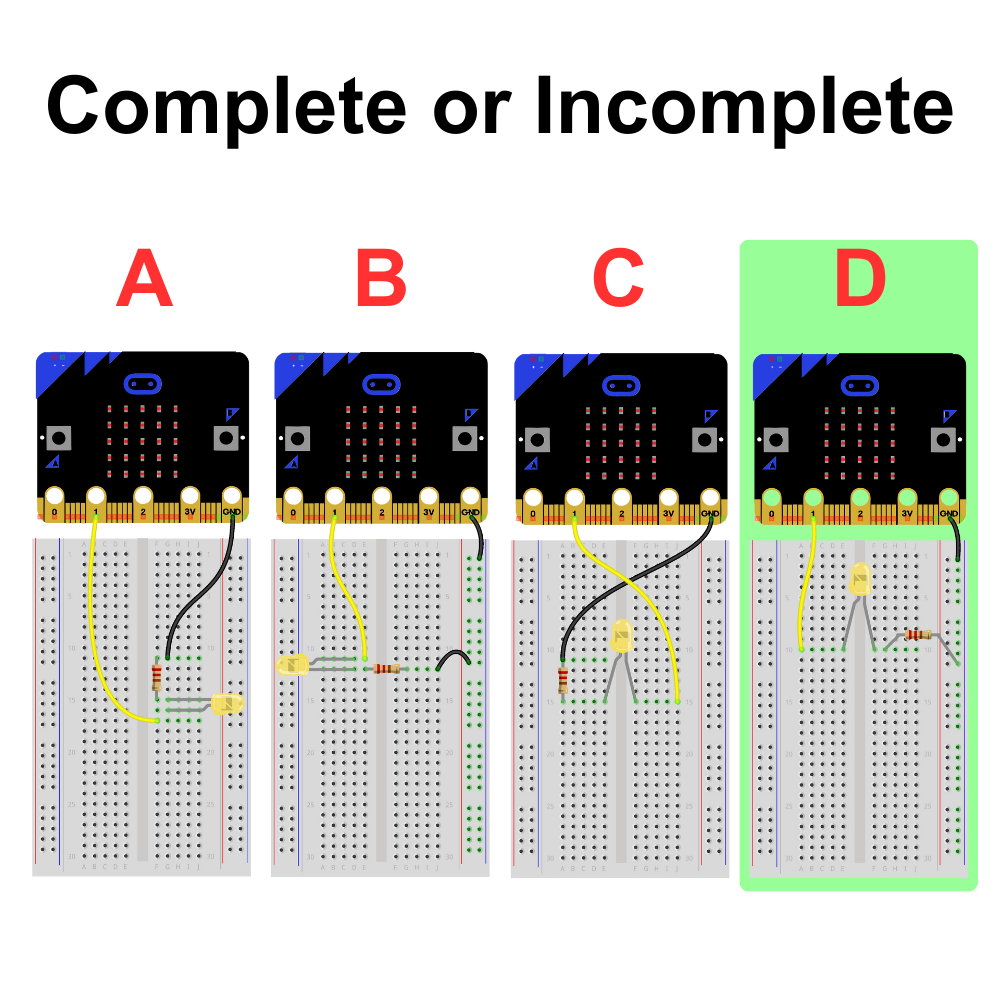 Complete or Incomplete
A B C D
0 1 2 3V GND 0 1 2 3V GND 0 1 2 3V GND 0 1 2 3V GND